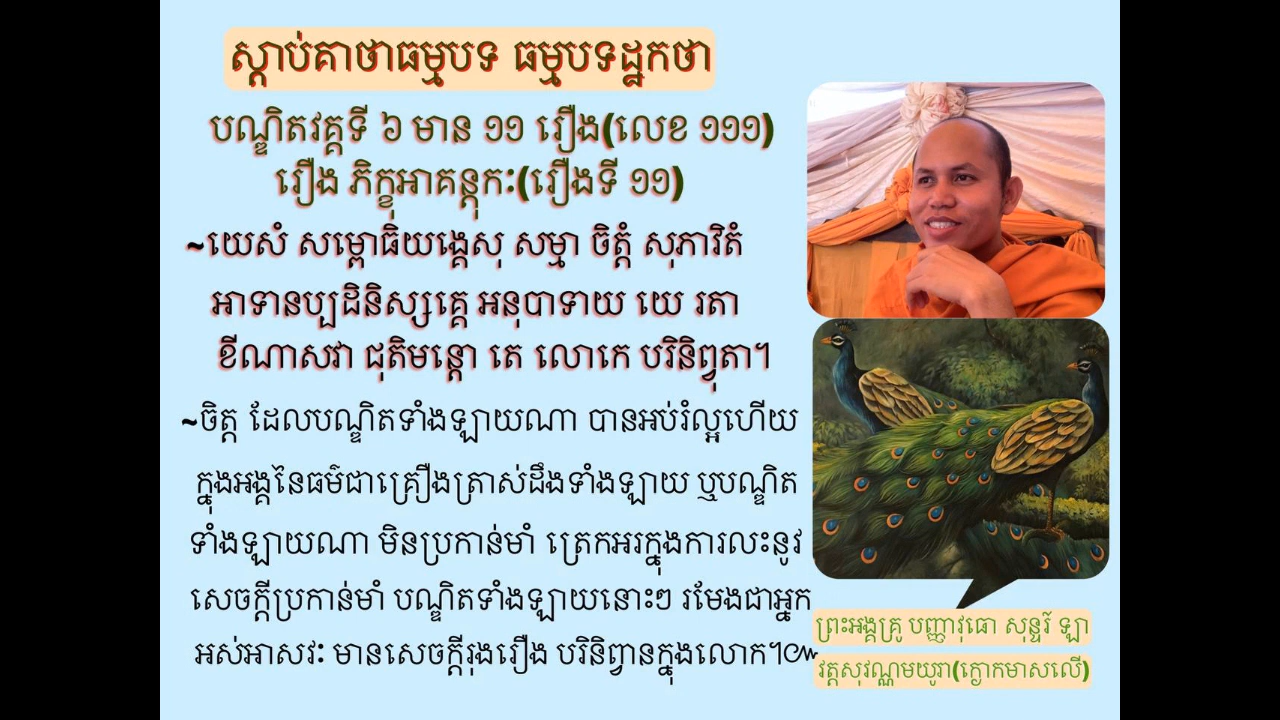 ស្តាប់គាថាធម្មបទ ធម្មបទដ្ឋកថា
បណ្ឌិតវគ្គទី ៦ មាន ១១ រឿង(លេខ ១១១)
រឿង ភិក្ខុអាគន្តុកៈ(រឿងទី ១១)
~យេសំ សម្ពោធិយង្គេសុ សម្មា ចិត្តំ សុភាវិតំ
អាទានប្បដិនិស្សគ្គេ អនុបាទាយ យេ រតា
ខីណាសវា ជុតិមន្តោ តេ លោកេ បរិនិព្វុតា។
~ចិត្ត ដែលបណ្ឌិតទាំងឡាយណា បានអប់រំល្អហើយ
ក្នុងអង្គនៃធម៌ជាគ្រឿងត្រាស់ដឹងទាំងឡាយ ឬបណ្ឌិត
ទាំងឡាយណា មិនប្រកាន់មាំ ត្រេកអរក្នុងការលះនូវ
សេចក្តីប្រកាន់មាំ បណ្ឌិតទាំងឡាយនោះៗ រមែងជាអ្នក
អស់អាសវៈ មានសេចក្តីរុងរឿង បរិនិព្វានក្នុងលោក។
ព្រះអង្គគ្រូ បញ្ញាវុធោ សុន្ឌរ៍ ឡា
វត្តសុវណ្ណមយូរា(ក្ងោកមាសលើ)